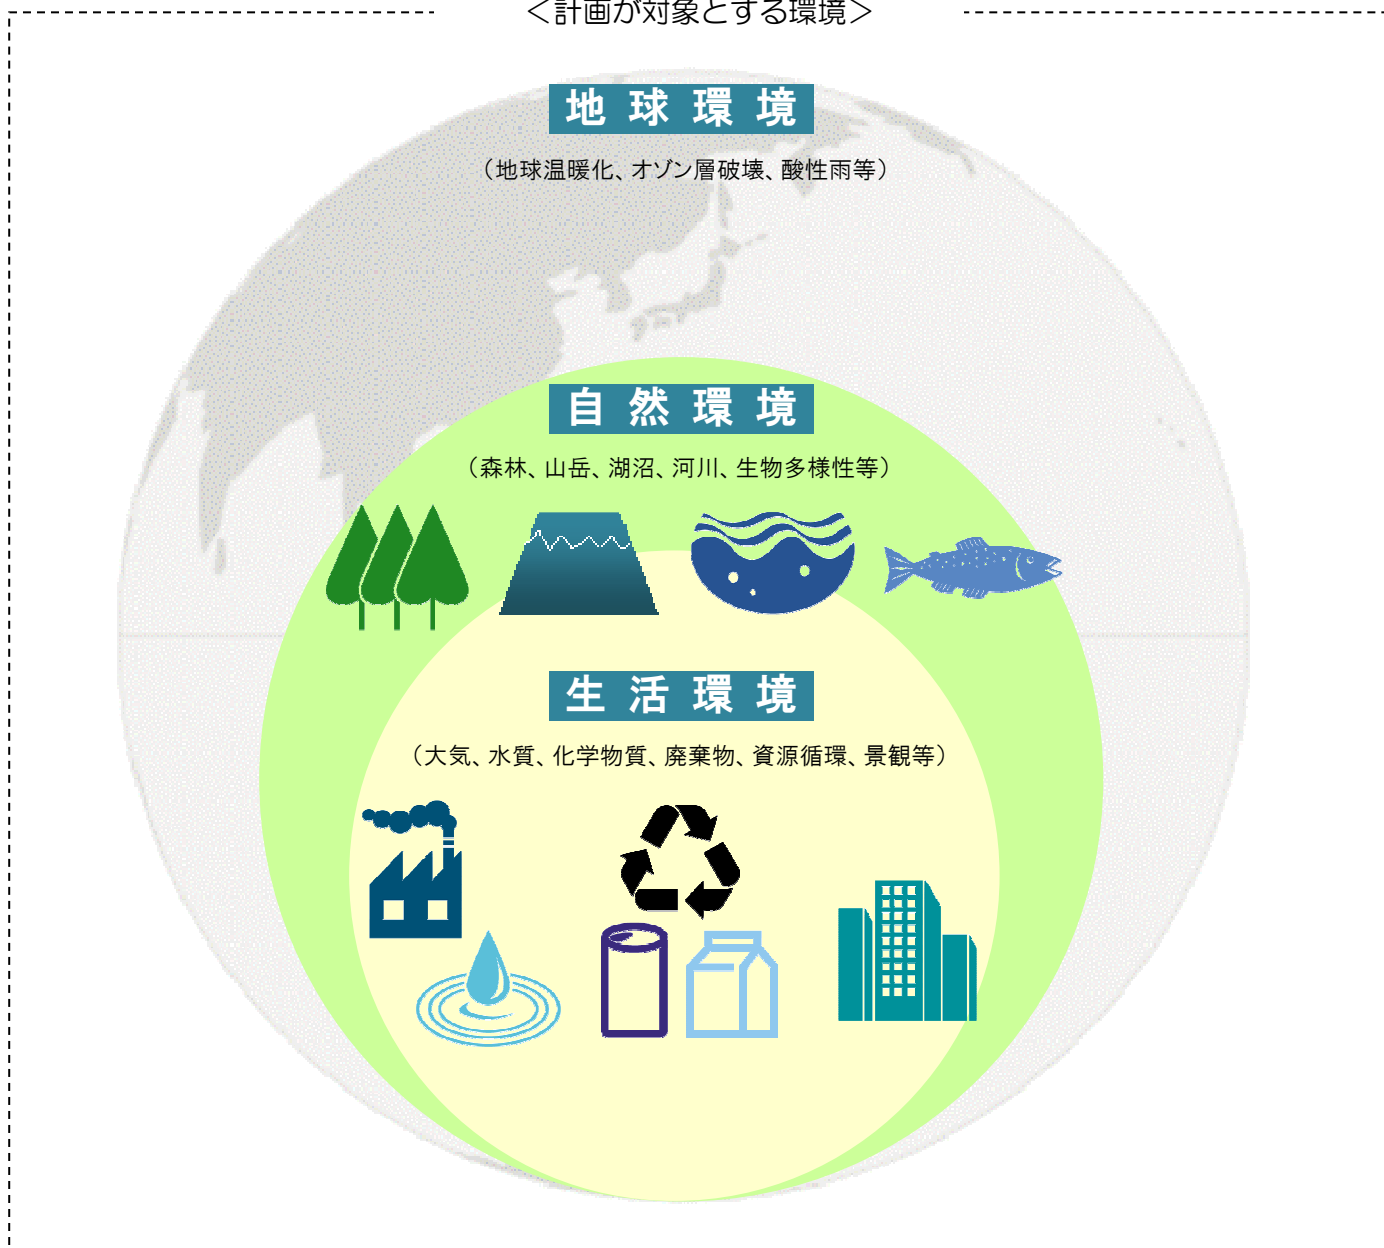 ＜計画が対象とする環境＞
地球環境
（地球温暖化、オゾン層破壊、酸性雨等）
自然環境
（森林、山岳、湖沼、河川、生物多様性等）
生活環境
（大気、水質、化学物質、廃棄物、資源循環、景観等）